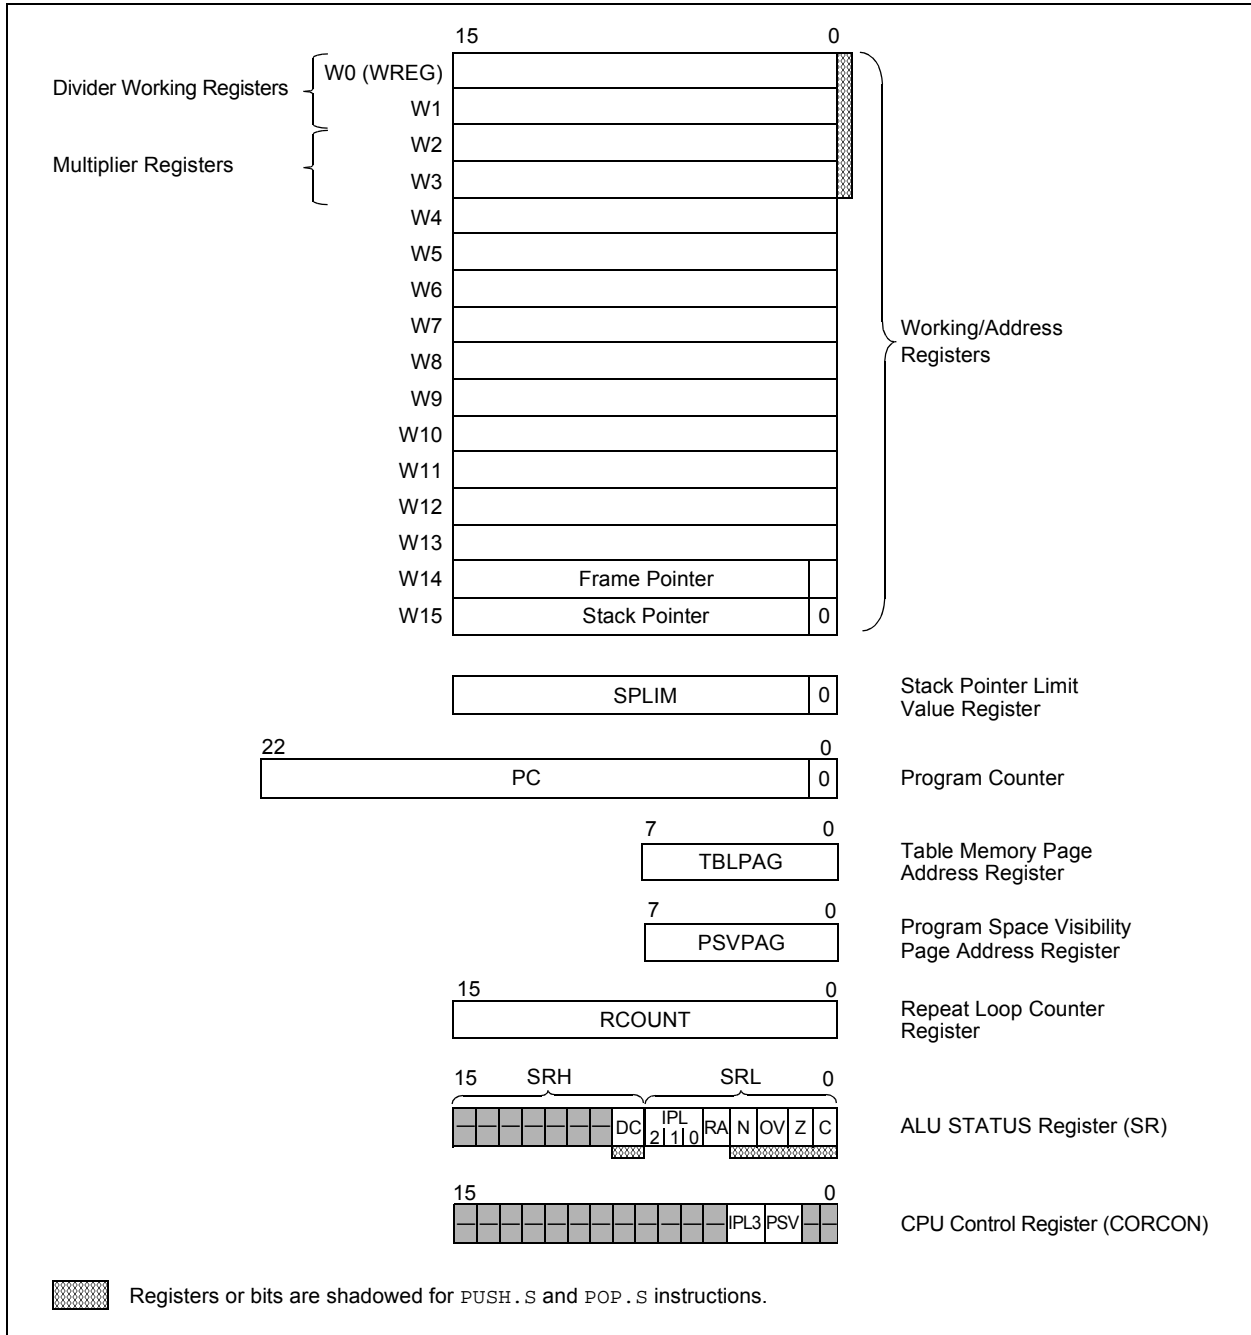 15 0
Divider Working Registers
W0 (WREG)
W1
Multiplier Registers
W2
W3
W4
W5
W6
W7
W8
W9
W10
W11
W12
W13
W14 Frame Pointer
W15 Stack Pointer 0
Working/Address
Registers
SPLIM 0
Stack Pointer Limit
Value Register
22 0
PC 0
Program Counter
7 0
TBLPAG
Table Memory Page
Address Register
7 0
PSVPAG
Program Space Visibility
Page Address Register
15 0
RCOUNT
Repeat Loop Counter
Register
15 SRH SRL 0
— — — — — — — DC IPL 2 1 0 RA N OV Z C
ALU STATUS Register (SR)
15 0
— — — — — — — — — — — — IPL3 PSV — —
CPU Control Register (CORCON)
Registers or bits are shadowed for PUSH.S and POP.S instructions.